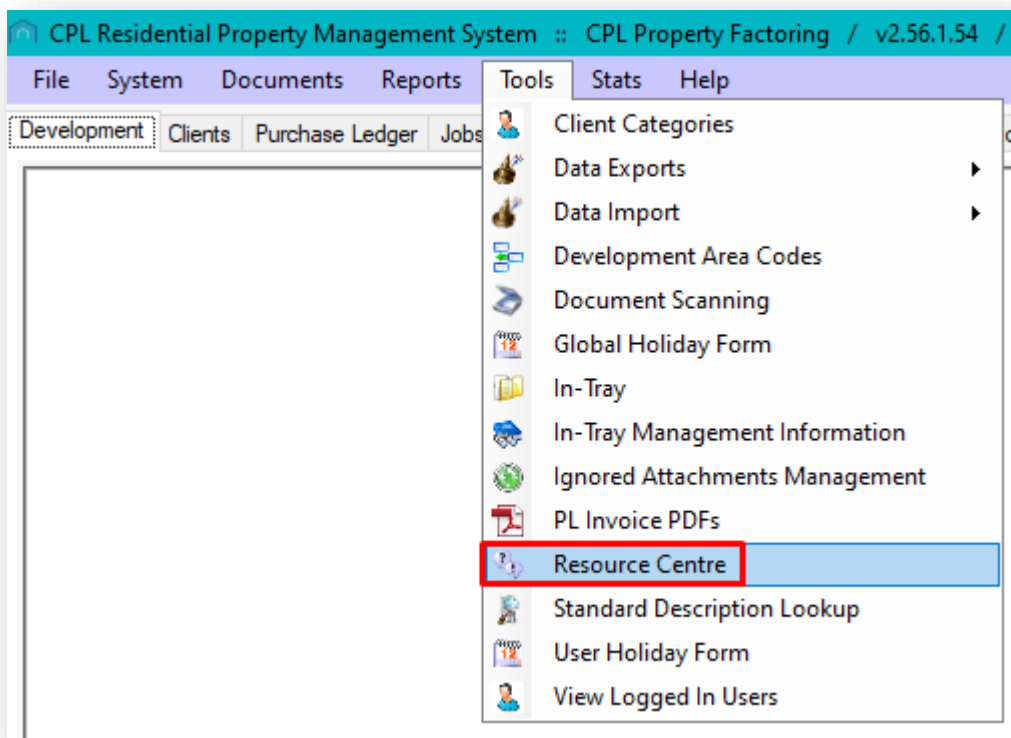 CPL Residential Property Management System :: CPL Property Factoring / v2.56.1.54 /
File System Documents Reports Tools Stats Help
Development Clients Purchase Ledger Jobs
Client Categories
Data Exports
Data Import
Development Area Codes
Document Scanning
Global Holiday Form
In-Tray
In-Tray Management Information
Ignored Attachments Management
PL Invoice PDFs
Resource Centre
Standard Description Lookup
User Holiday Form
View Logged In Users